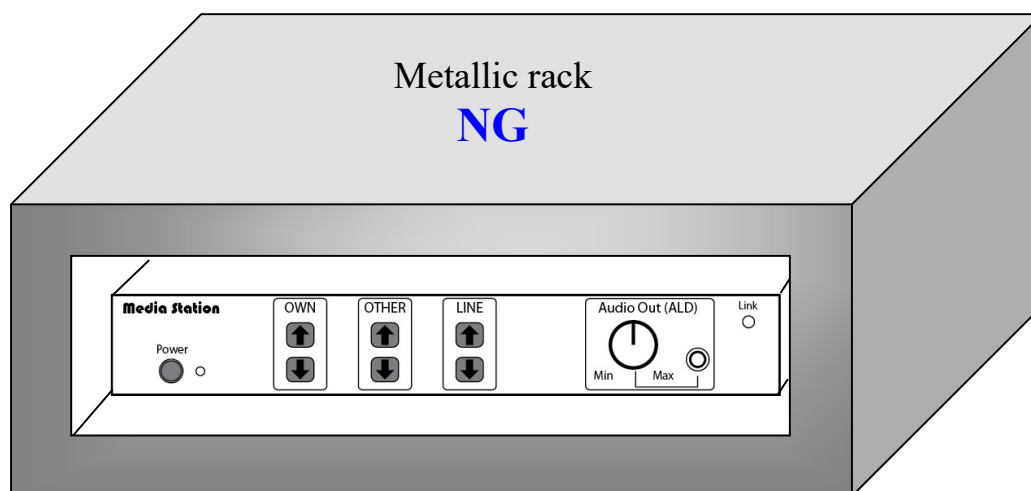 Metallic rack
NG
Media Station
Power
OWN
OTHER
LINE
Audio Out (ALD)
Min
Max
Link